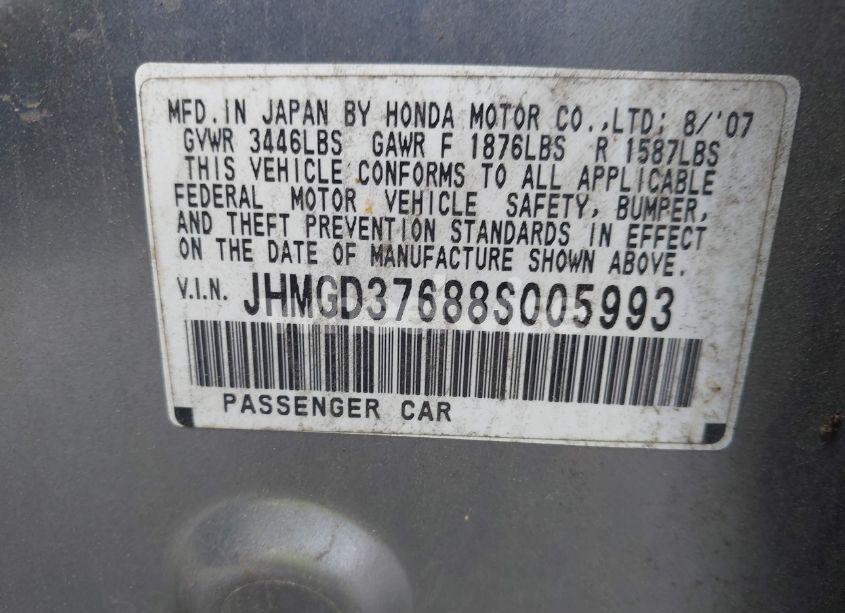 MFD.IN JAPAN BY HONDA MOTOR CO.,LTD; 8/'07
GVWR 3446LBS GAWR F 1876LBS R 1587LBS
THIS VEHICLE CONFORMS TO ALL APPLICABLE
FEDERAL MOTOR VEHICLE SAFETY, BUMPER,
AND THEFT PREVENTION STANDARDS IN EFFECT
ON THE DATE OF MANUFACTURE SHOWN ABOVE.
V.I.N. JHMGD37688S005993
PASSENGER CAR